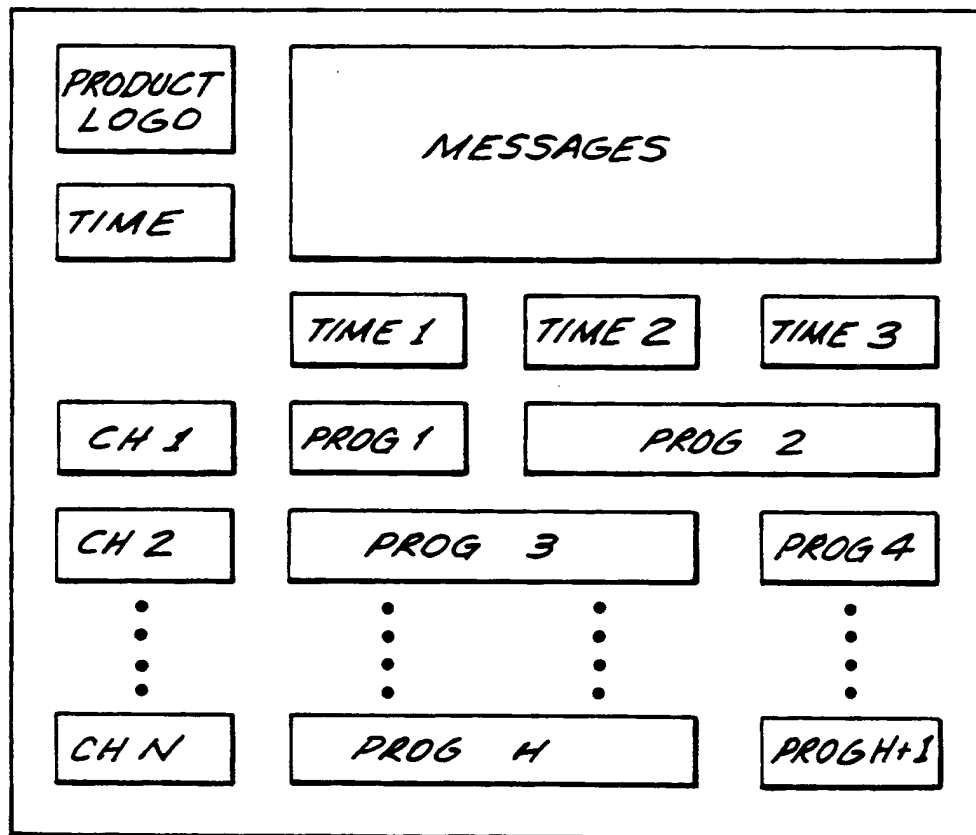 PRODUCT
LOGO
MESSAGES
TIME
TIME 1
TIME 2
TIME 3
CH 1
PROG 1
PROG 2
CH 2
PROG 3
PROG 4
CH N
PROG H
PROG H+1